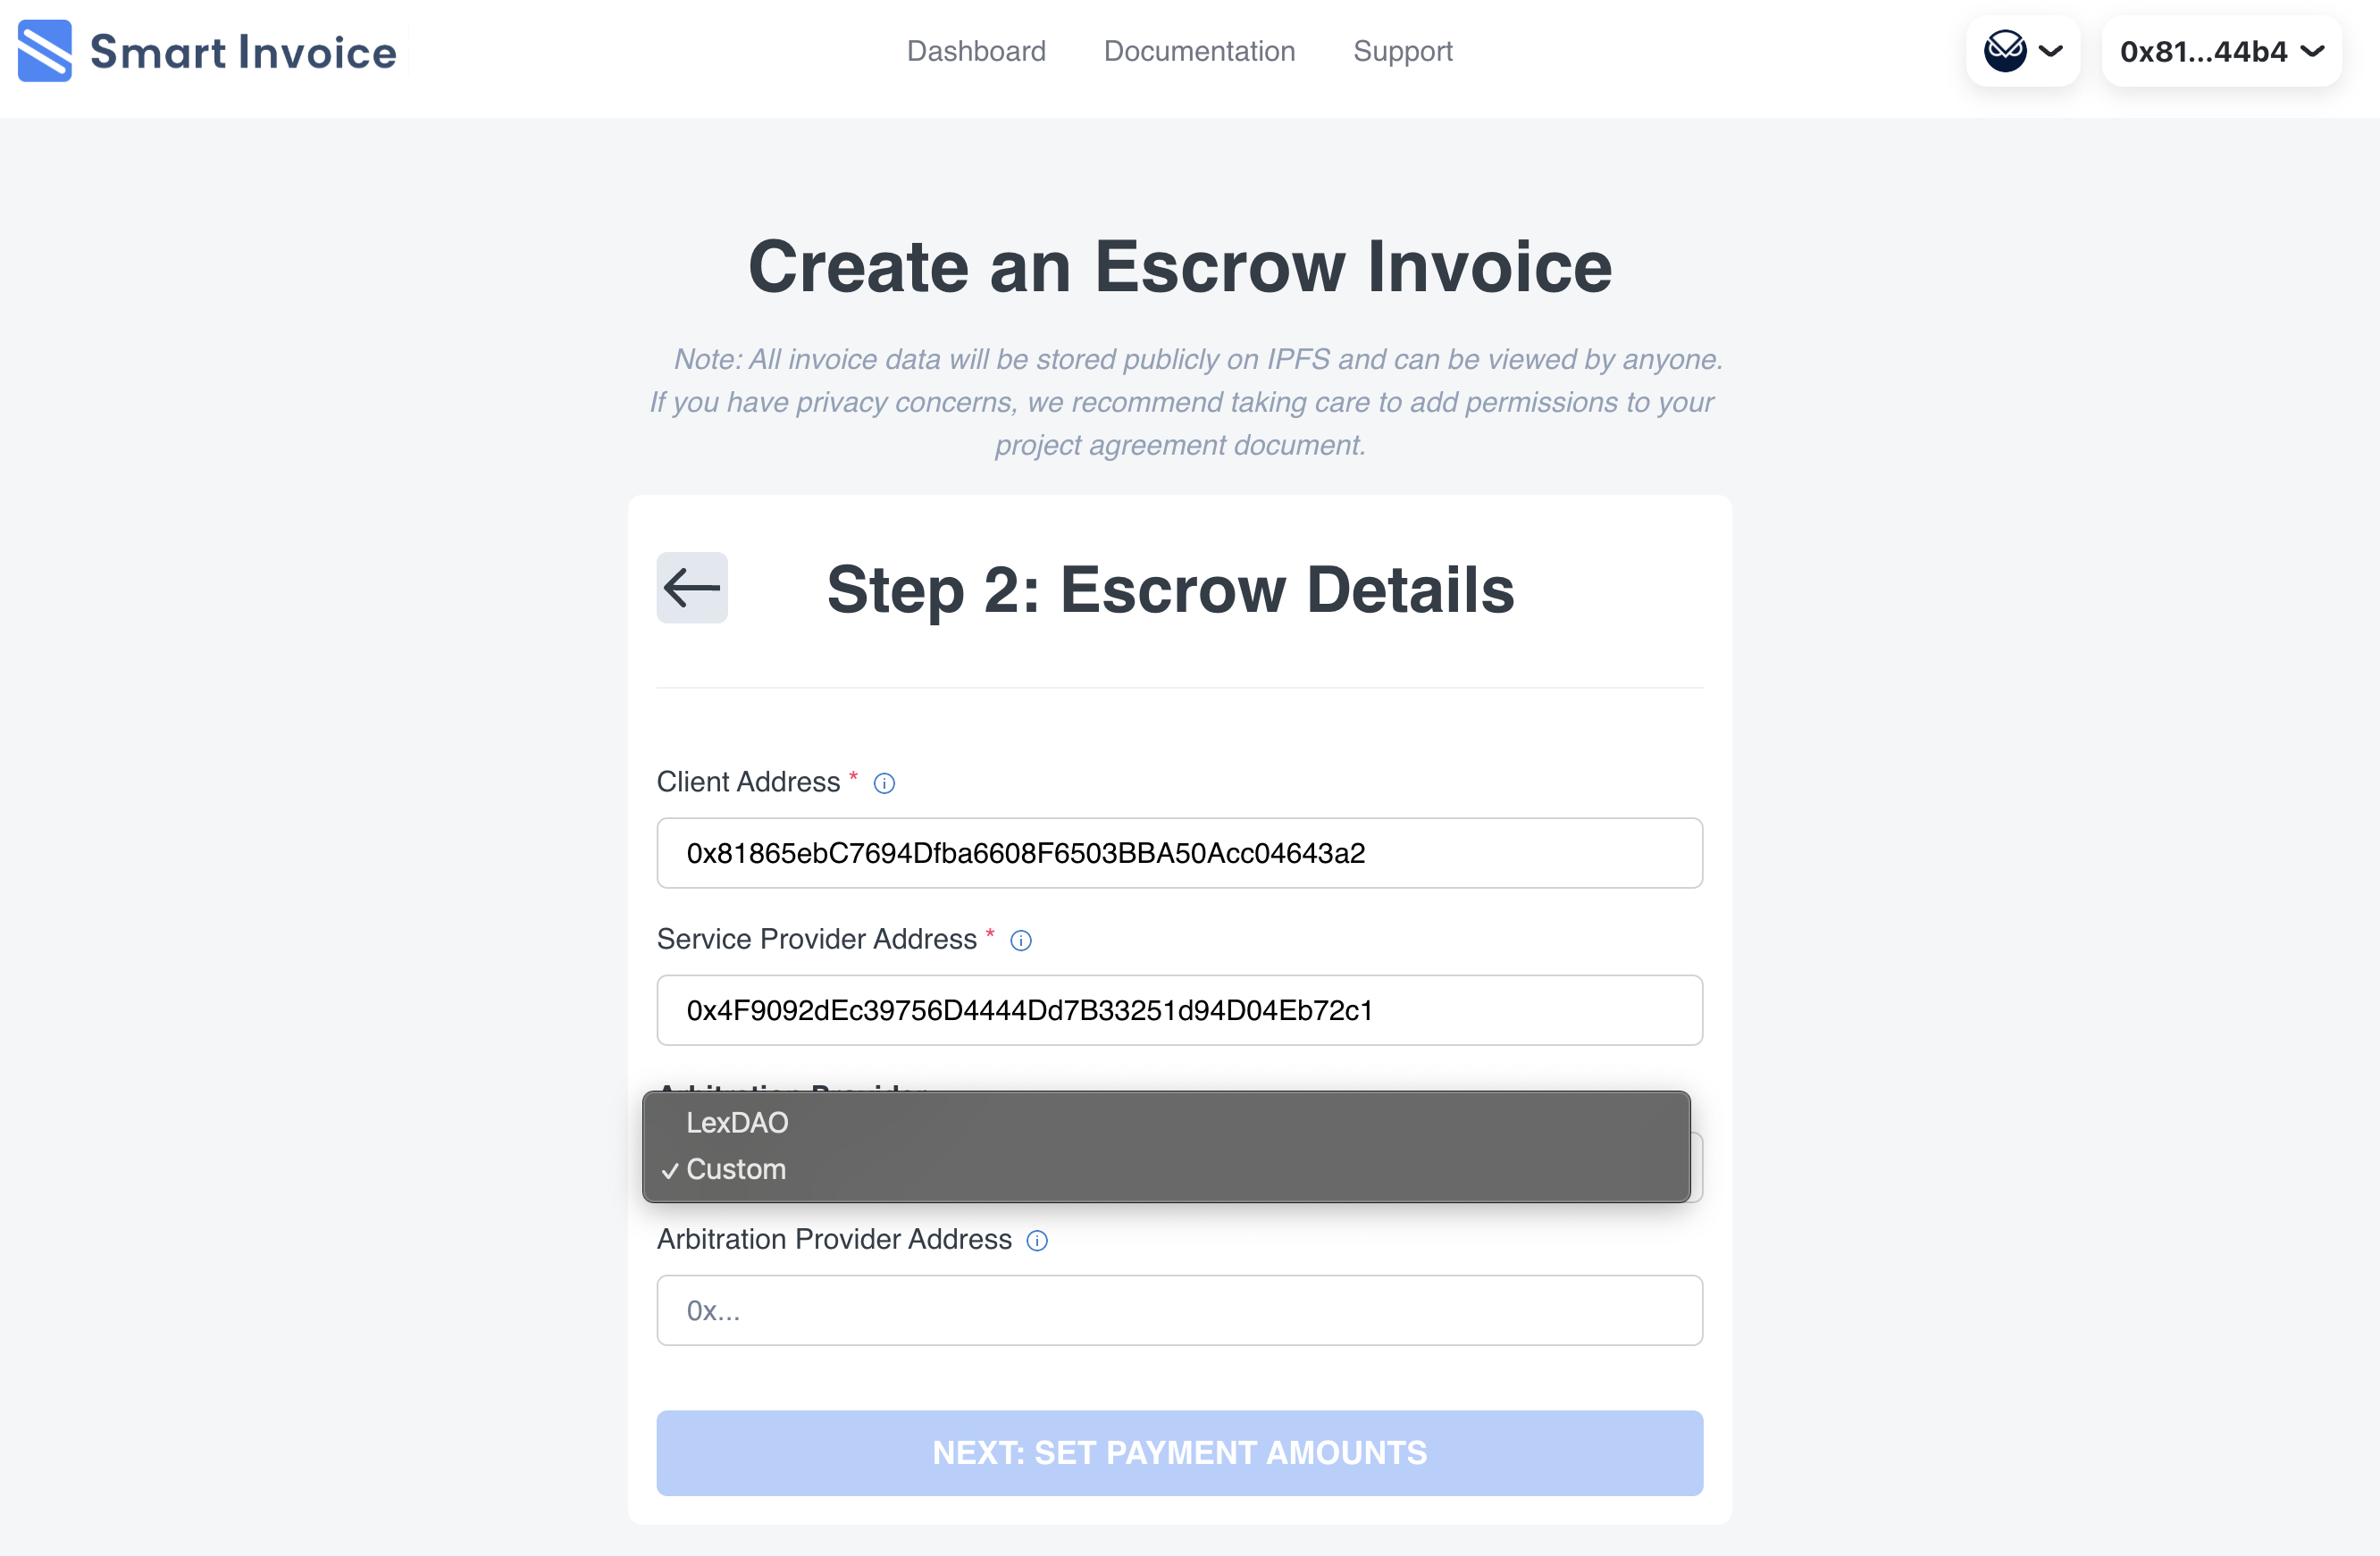 Smart Invoice
Dashboard
Documentation
Support
0x81...44b4
Create an Escrow Invoice
Note: All invoice data will be stored publicly on IPFS and can be viewed by anyone.
If you have privacy concerns, we recommend taking care to add permissions to your
project agreement document.
Step 2: Escrow Details
Client Address *
0x81865ebC7694Dfba6608F6503BBA50Acc04643a2
Service Provider Address *
0x4F9092dEc39756D4444Dd7B33251d94D04Eb72c1
Arbitration Provider
LexDAO
✓ Custom
Arbitration Provider Address
0x...
NEXT: SET PAYMENT AMOUNTS